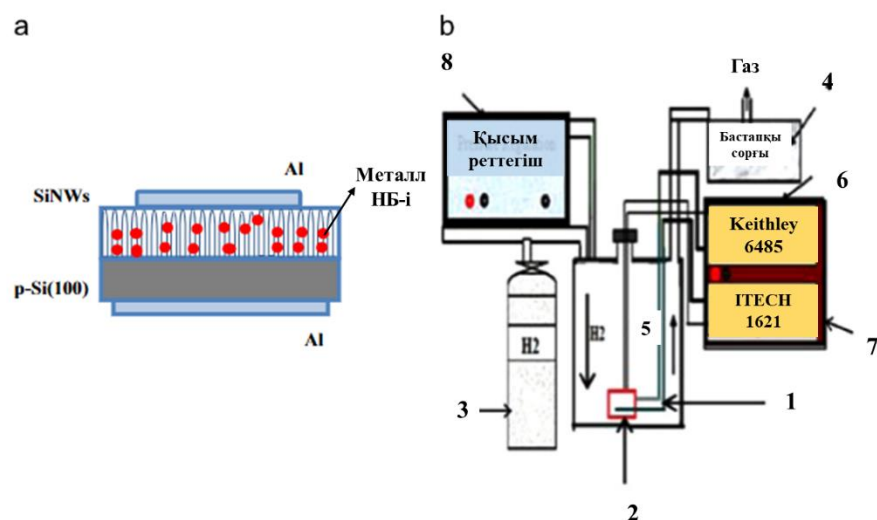 a
SiNWs
Al
Металл
НБ-і
p-Si(100)
Al
b
8
Қысым
реттегіш
Газ
4
Бастапқы
сорғы
6
Keithley
6485
ITECH
1621
7
H2
H2
5
3
1
2